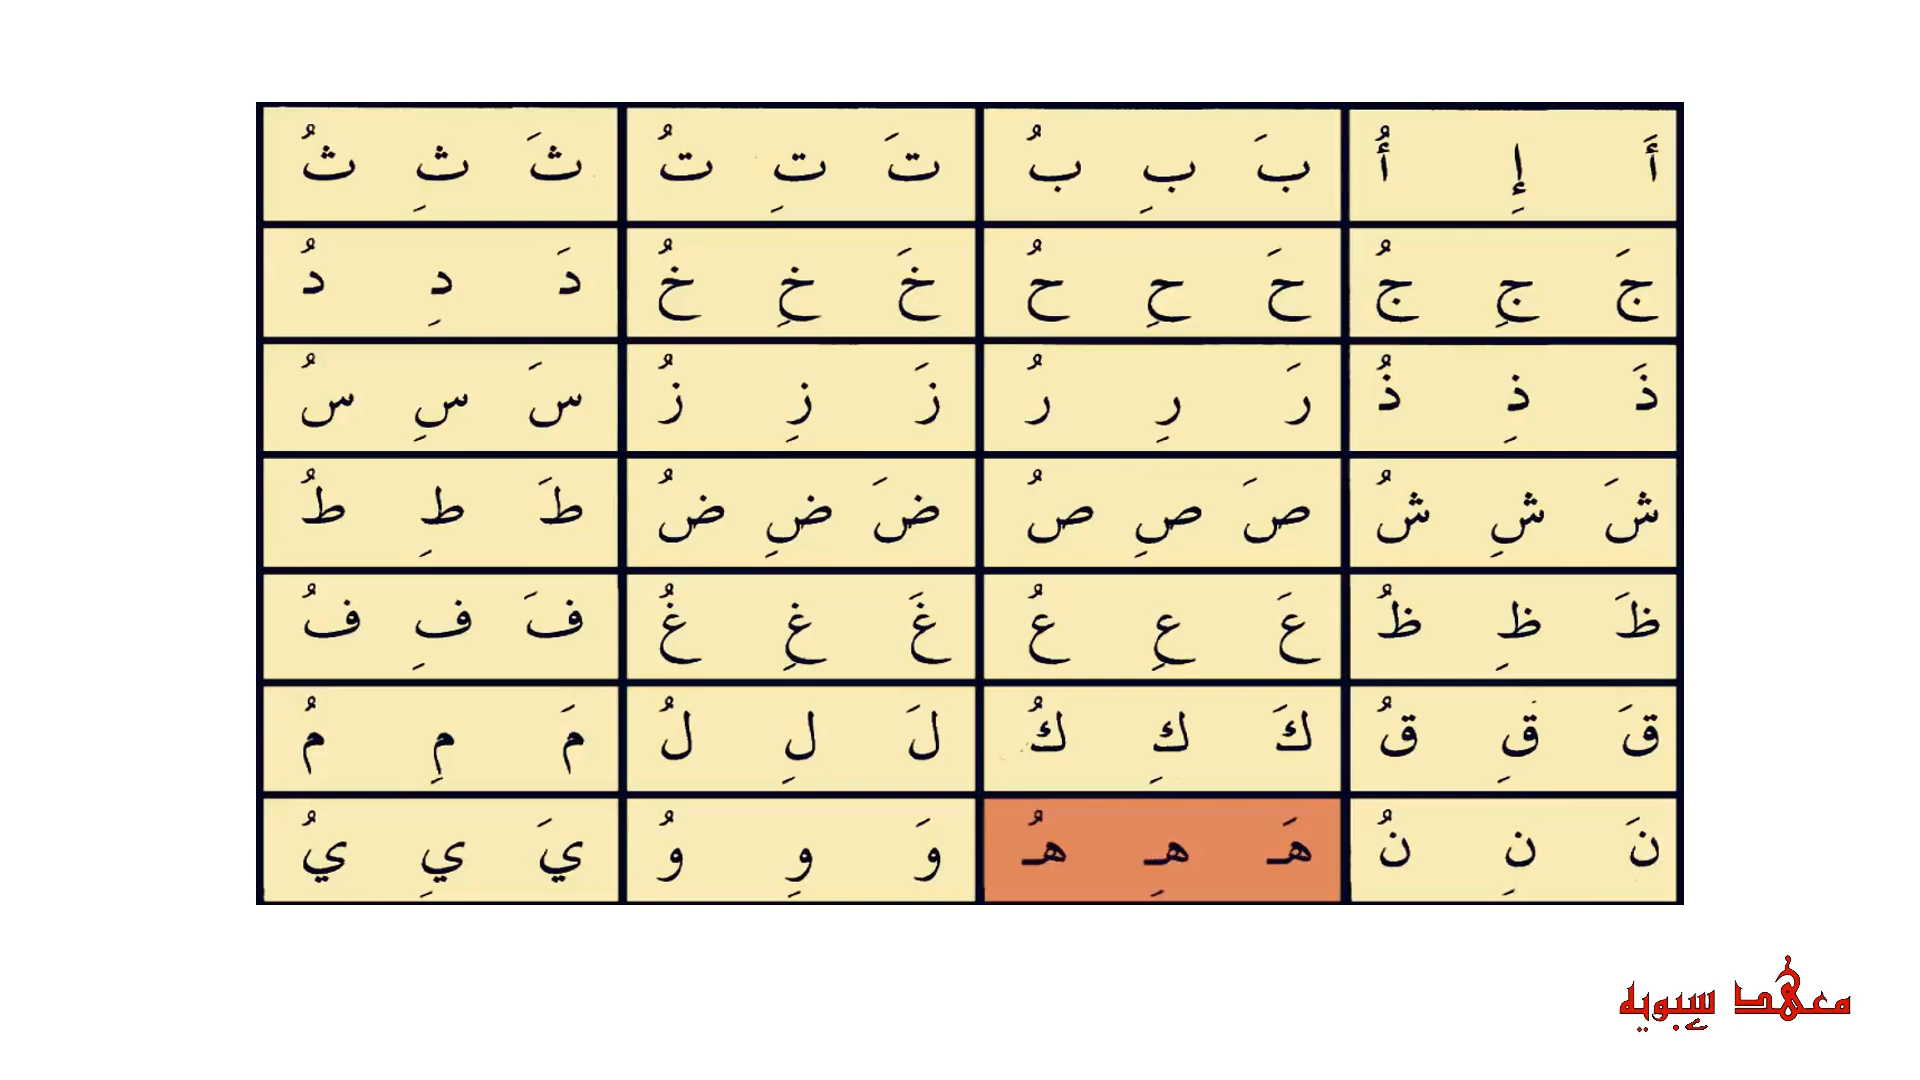 أَ إِ أُ بَ بِ بُ تَ تِ تُ ثَ ثِ ثُ
جَ جِ جُ حَ حِ حُ خَ خِ خُ دَ دِ دُ
ذَ ذِ ذُ رَ رِ رُ زَ زِ زُ سَ سِ سُ
شَ شِ شُ صَ صِ صُ ضَ ضِ ضُ طَ طِ طُ
ظَ ظِ ظُ عَ عِ عُ غَ غِ غُ فَ فِ فُ
قَ قِ قُ كَ كِ كُ لَ لِ لُ مَ مِ مُ
نَ نِ نُ هَـ هِـ هُـ وَ وِ وُ يَ يِ يُ
معهد سيبويه